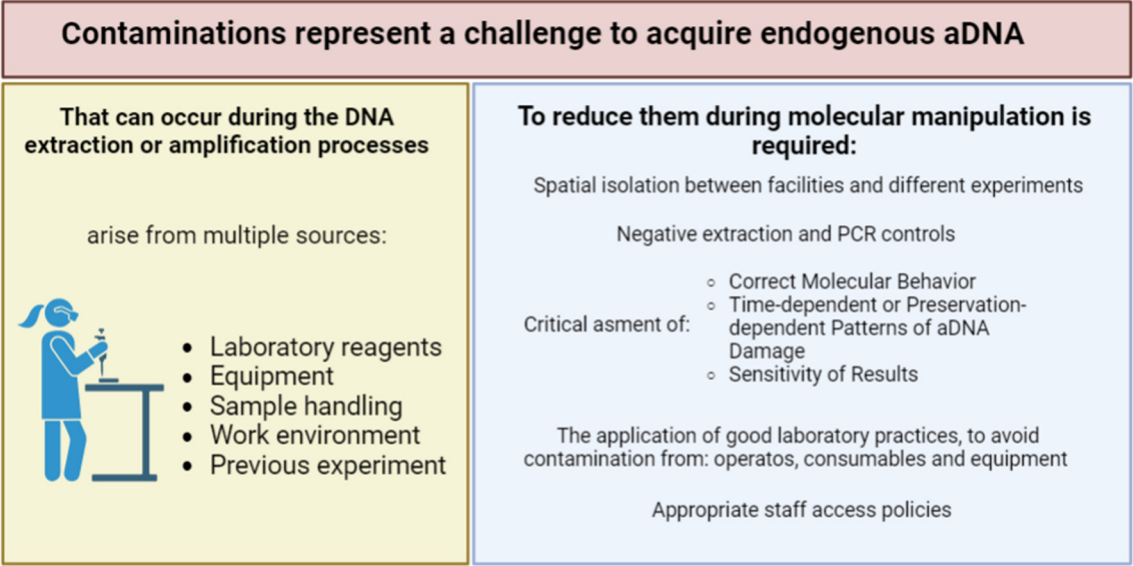 Contaminations represent a challenge to acquire endogenous aDNA
That can occur during the DNA
extraction or amplification processes
arise from multiple sources:
• Laboratory reagents
• Equipment
• Sample handling
• Work environment
• Previous experiment
To reduce them during molecular manipulation is
required:
Spatial isolation between facilities and different experiments
Negative extraction and PCR controls
Critical asment of:
○ Correct Molecular Behavior
○ Time-dependent or Preservation-
dependent Patterns of aDNA
Damage
○ Sensitivity of Results
The application of good laboratory practices, to avoid
contamination from: operatos, consumables and equipment
Appropriate staff access policies